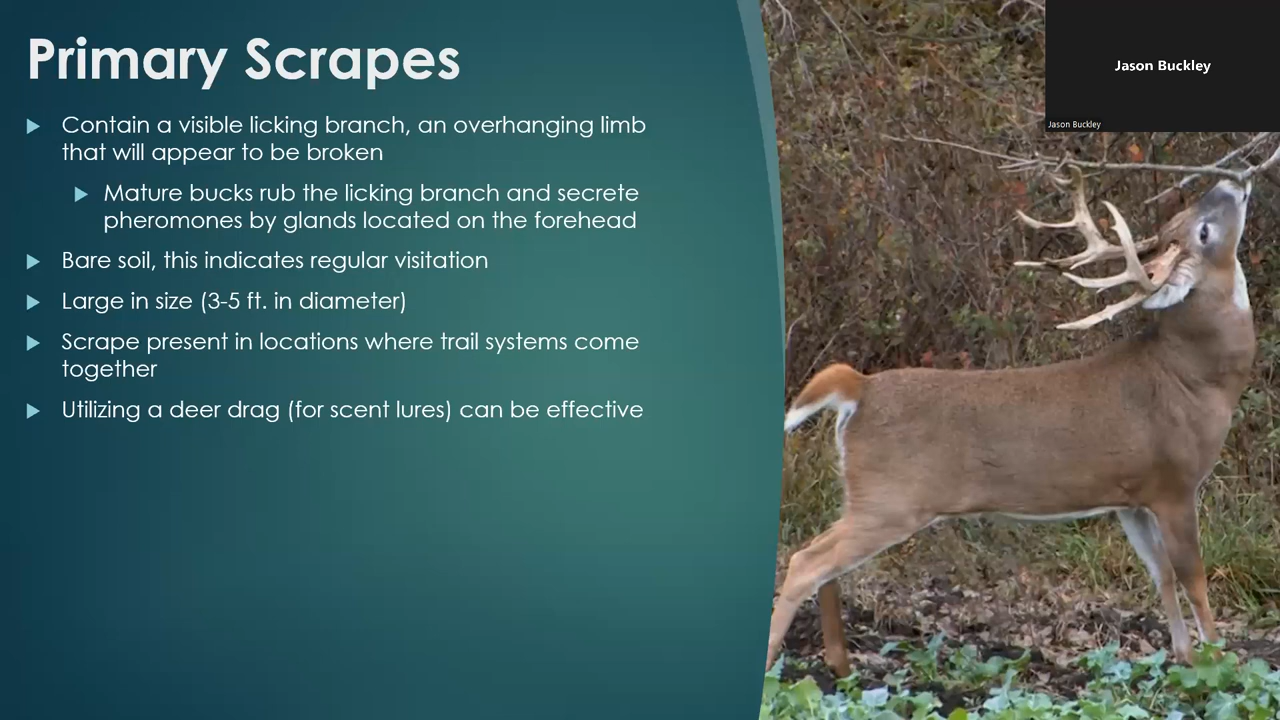 Primary Scrapes
Contain a visible licking branch, an overhanging limb
that will appear to be broken
Mature bucks rub the licking branch and secrete
pheromones by glands located on the forehead
Bare soil, this indicates regular visitation
Large in size (3-5 ft. in diameter)
Scrape present in locations where trail systems come
together
Utilizing a deer drag (for scent lures) can be effective
Jason Buckley
Jason Buckley